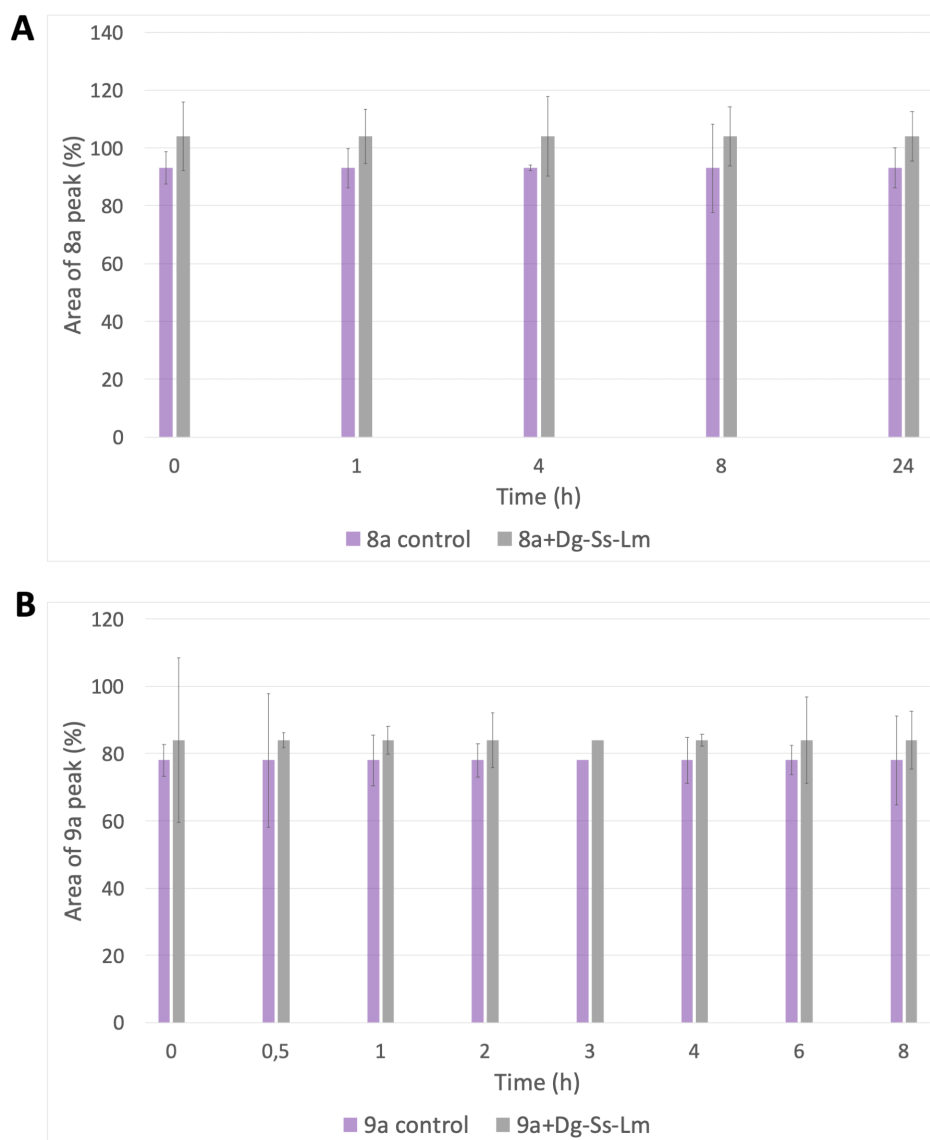 A
140
120
100
80
60
40
20
0
Area of 8a peak (%)
0 1 4 8 24
Time (h)
8a control 8a+Dg-Ss-Lm
B
120
100
80
60
40
20
0
Area of 9a peak (%)
0 0,5 1 2 3 4 6 8
Time (h)
9a control 9a+Dg-Ss-Lm